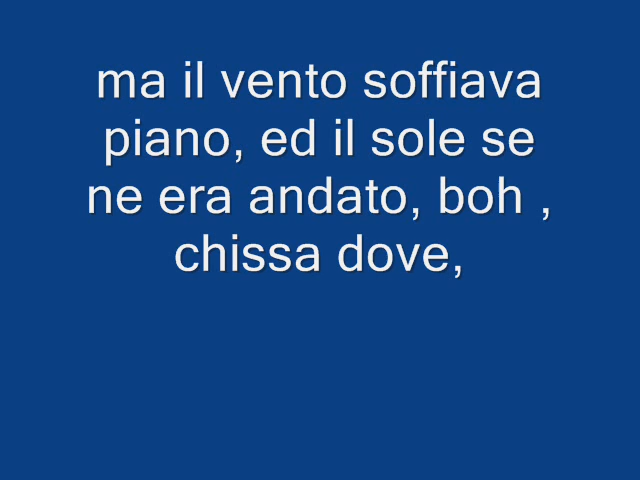 ma il vento soffiava
piano, ed il sole se
ne era andato, boh ,
chissa dove,